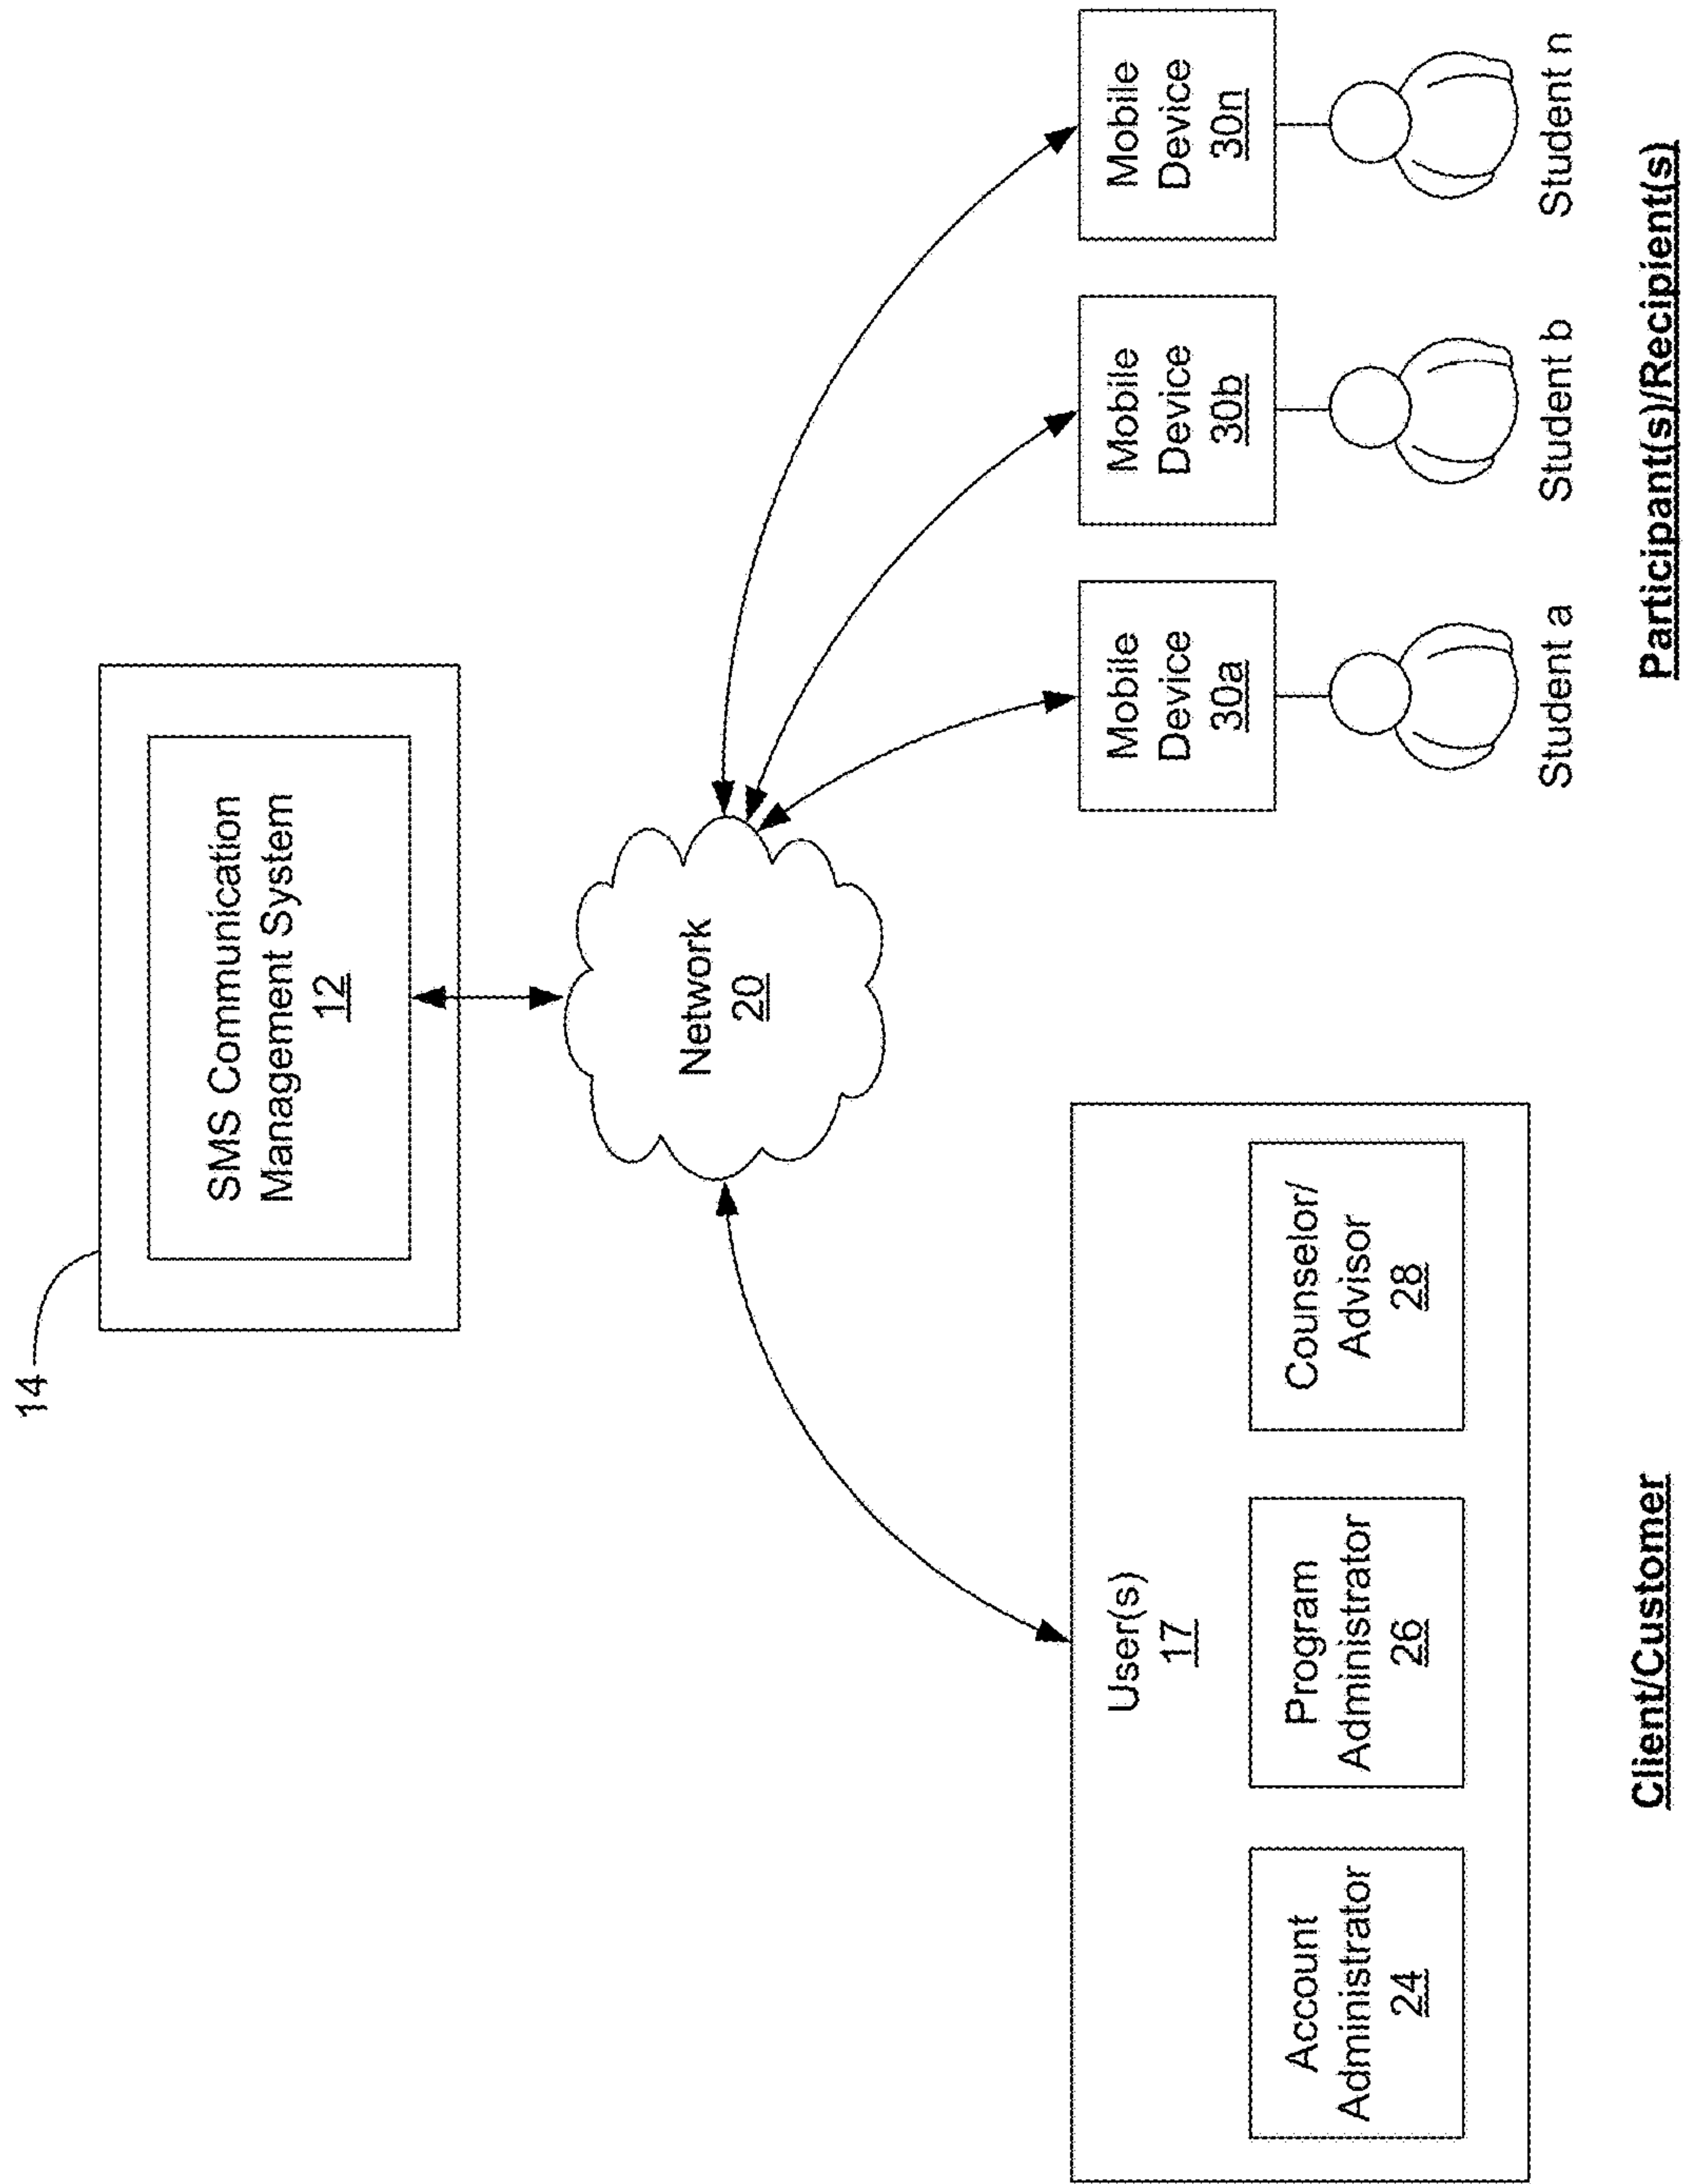 14
SMS Communication
Management System
12
Network
20
User(s)
17
Account
Administrator
24
Program
Administrator
26
Counselor/
Advisor
28
Mobile
Device
30a
Mobile
Device
30b
Mobile
Device
30n
Student a
Student b
Student n
Client/Customer
Participant(s)/Recipient(s)